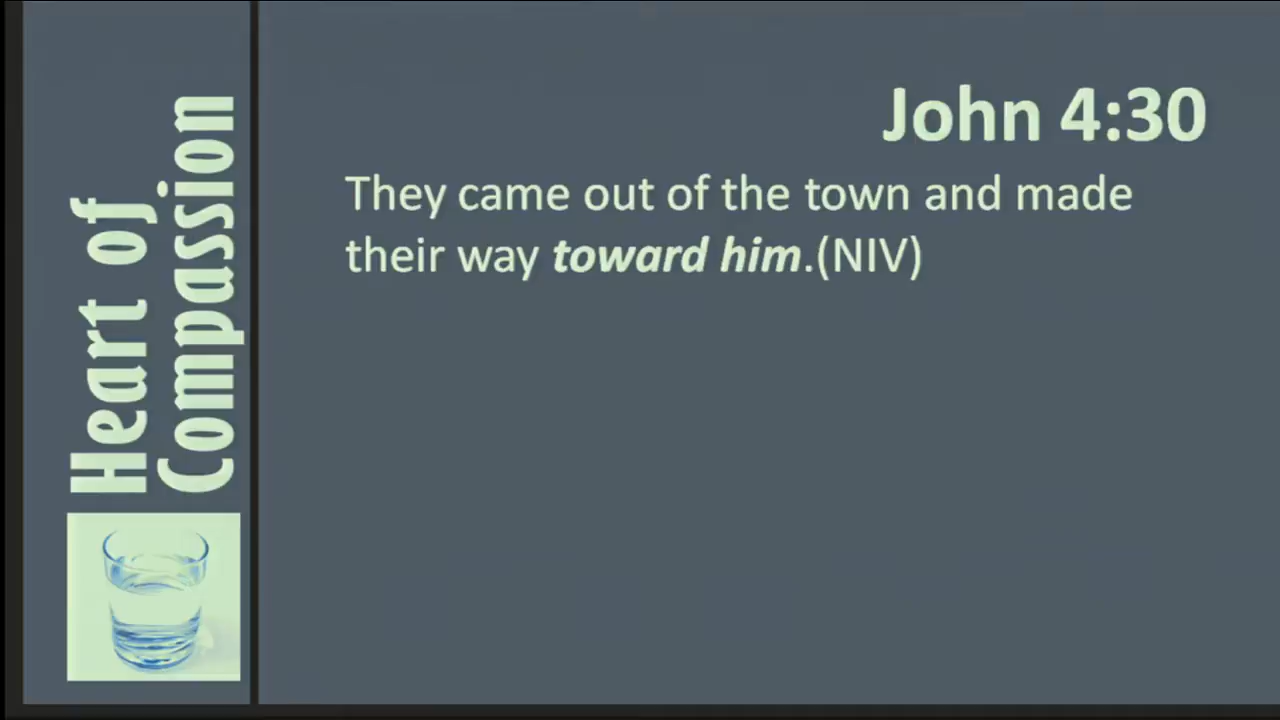 Heart of
Compassion
John 4:30
They came out of the town and made
their way toward him.(NIV)